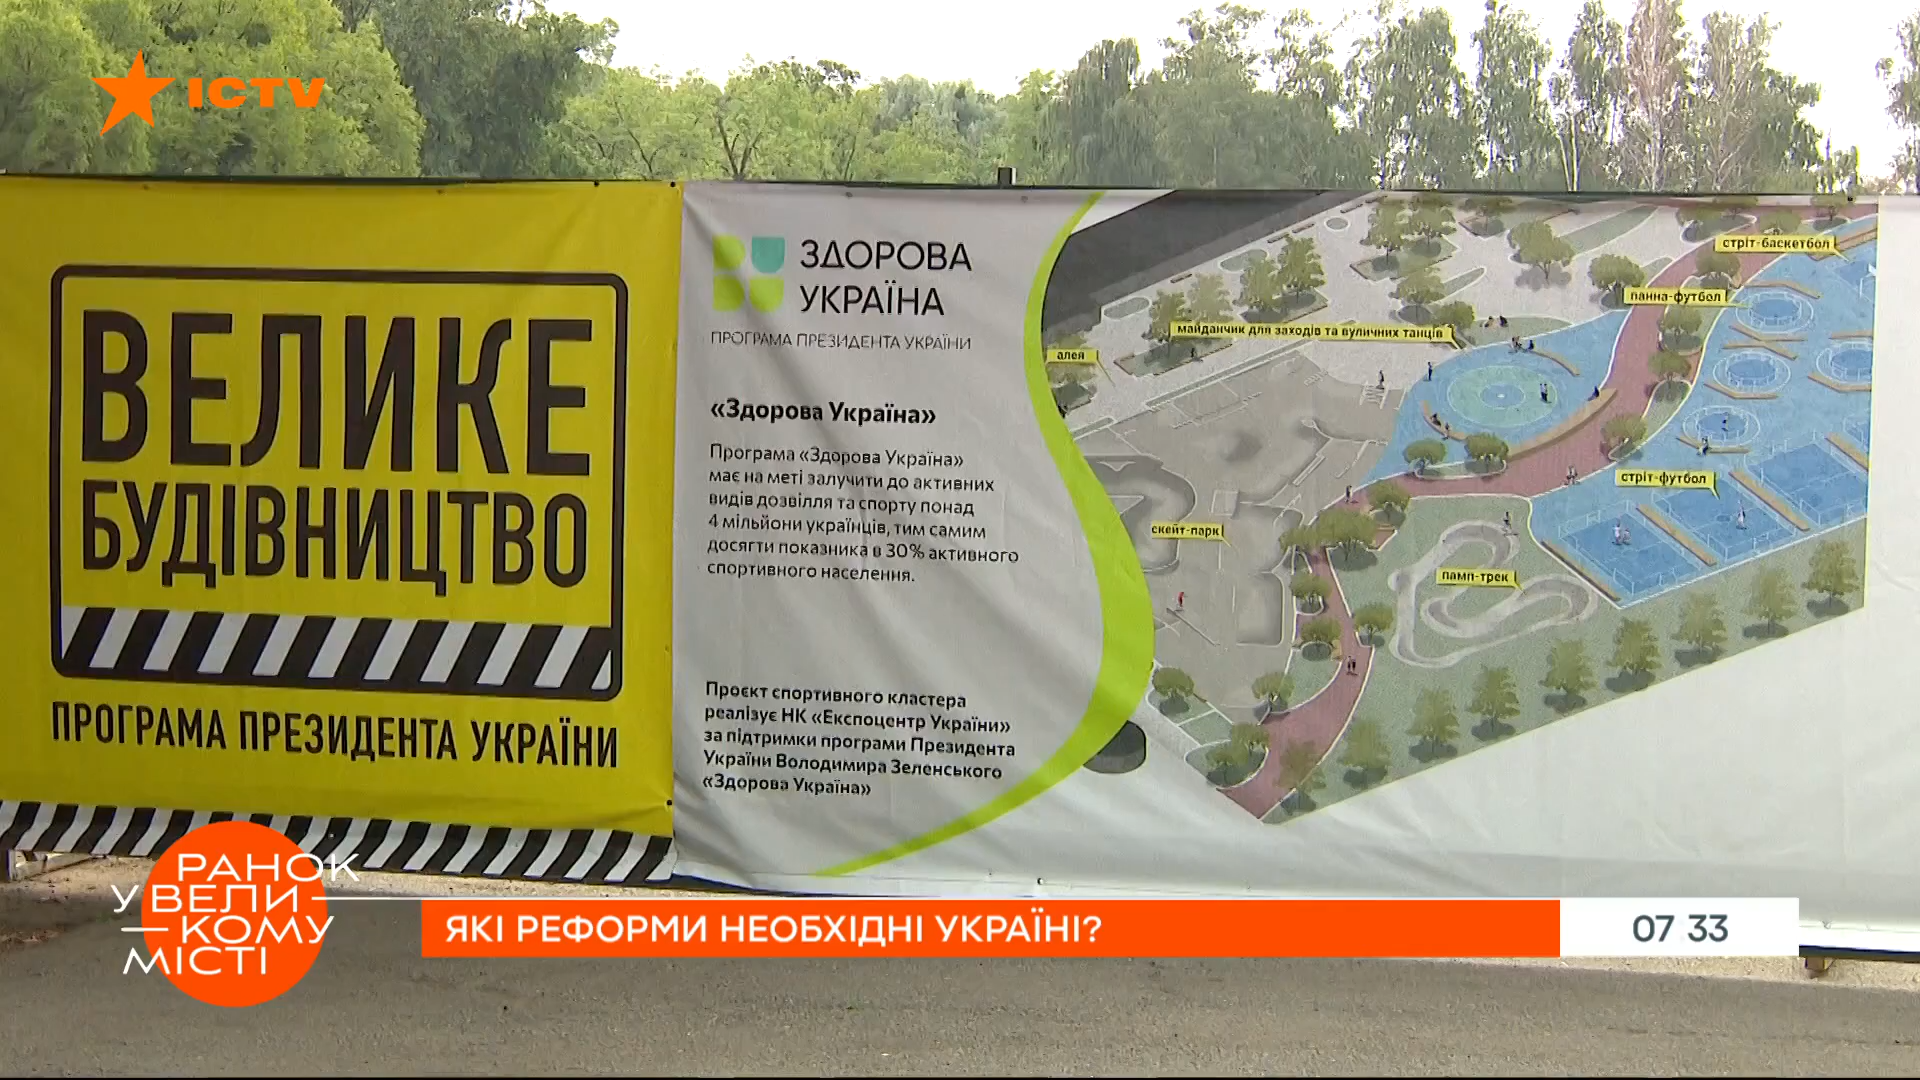 ICTV
ВЕЛИКЕ
БУДІВНИЦТВО
ПРОГРАМА ПРЕЗИДЕНТА УКРАЇНИ
ЗДОРОВА
УКРАЇНА
ПРОГРАМА ПРЕЗИДЕНТА УКРАЇНИ
«Здорова Україна»
Програма «Здорова Україна»
має на меті залучити до активних
видів дозвілля та спорту понад
4 мільйони українців, тим самим
досягти показника в 30% активного
спортивного населення.
Проєкт спортивного кластера
реалізує НК «Експоцентр України»
за підтримки програми Президента
України Володимира Зеленського
«Здорова Україна»
стріт-баскетбол
панна-футбол
майданчик для заходів та вуличних танців
алея
стріт-футбол
скейт-парк
памп-трек
РАНОК
У ВЕЛИ-
КОМУ
МІСТІ
ЯКІ РЕФОРМИ НЕОБХІДНІ УКРАЇНІ?
07 33